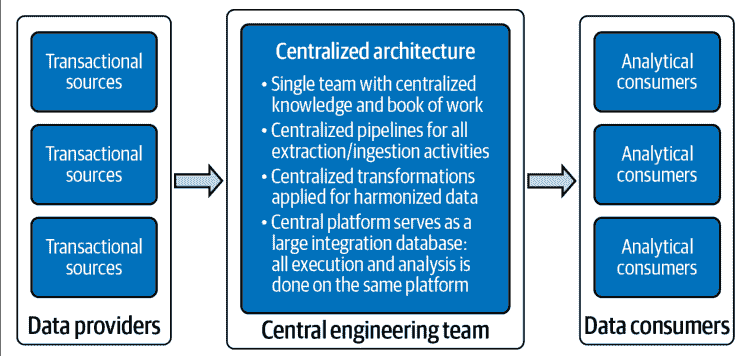 Transactional
sources
Transactional
sources
Transactional
sources
Data providers
Centralized architecture
• Single team with centralized
knowledge and book of work
• Centralized pipelines for all
extraction/ingestion activities
• Centralized transformations
applied for harmonized data
• Central platform serves as a
large integration database:
all execution and analysis is
done on the same platform
Central engineering team
Analytical
consumers
Analytical
consumers
Analytical
consumers
Data consumers